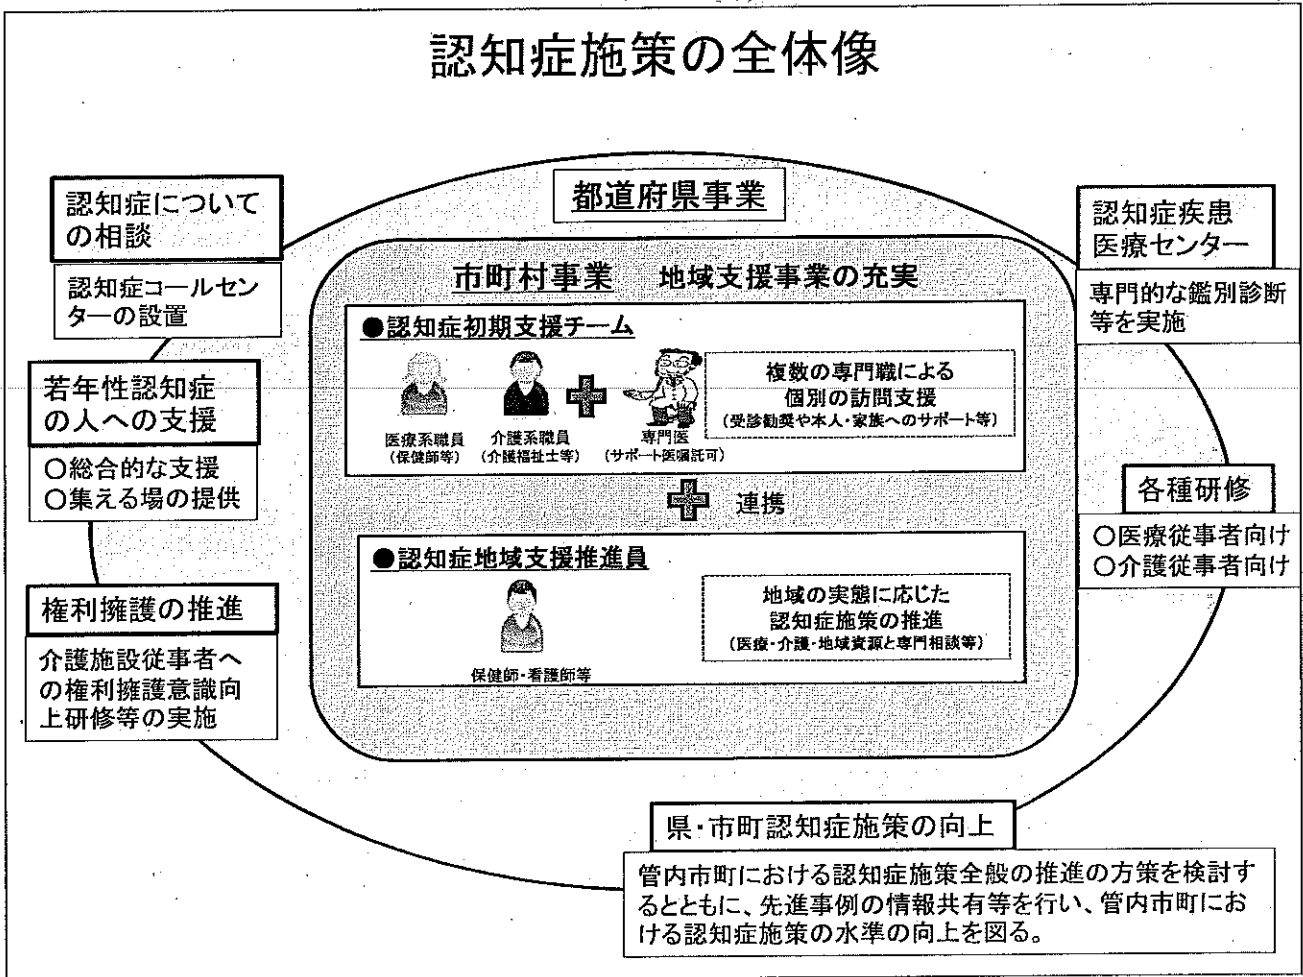 認知症施策の全体像
都道府県事業
認知症について
の相談
認知症コールセン
ターの設置
若年性認知症
の人への支援
○総合的な支援
○集える場の提供
権利擁護の推進
介護施設従事者へ
の権利擁護意識向
上研修等の実施
市町村事業 地域支援事業の充実
●認知症初期支援チーム
医療系職員
(保健師等)
介護系職員
(介護福祉士等)
専門医
(サポート医嘱託可)
複数の専門職による
個別の訪問支援
(受診勧奨や本人・家族へのサポート等)
連携
●認知症地域支援推進員
保健師・看護師等
地域の実態に応じた
認知症施策の推進
(医療・介護・地域資源と専門相談等)
認知症疾患
医療センター
専門的な鑑別診断
等を実施
各種研修
○医療従事者向け
○介護従事者向け
県・市町認知症施策の向上
管内市町における認知症施策全般の推進の方策を検討す
るとともに、先進事例の情報共有等を行い、管内市町にお
ける認知症施策の水準の向上を図る。